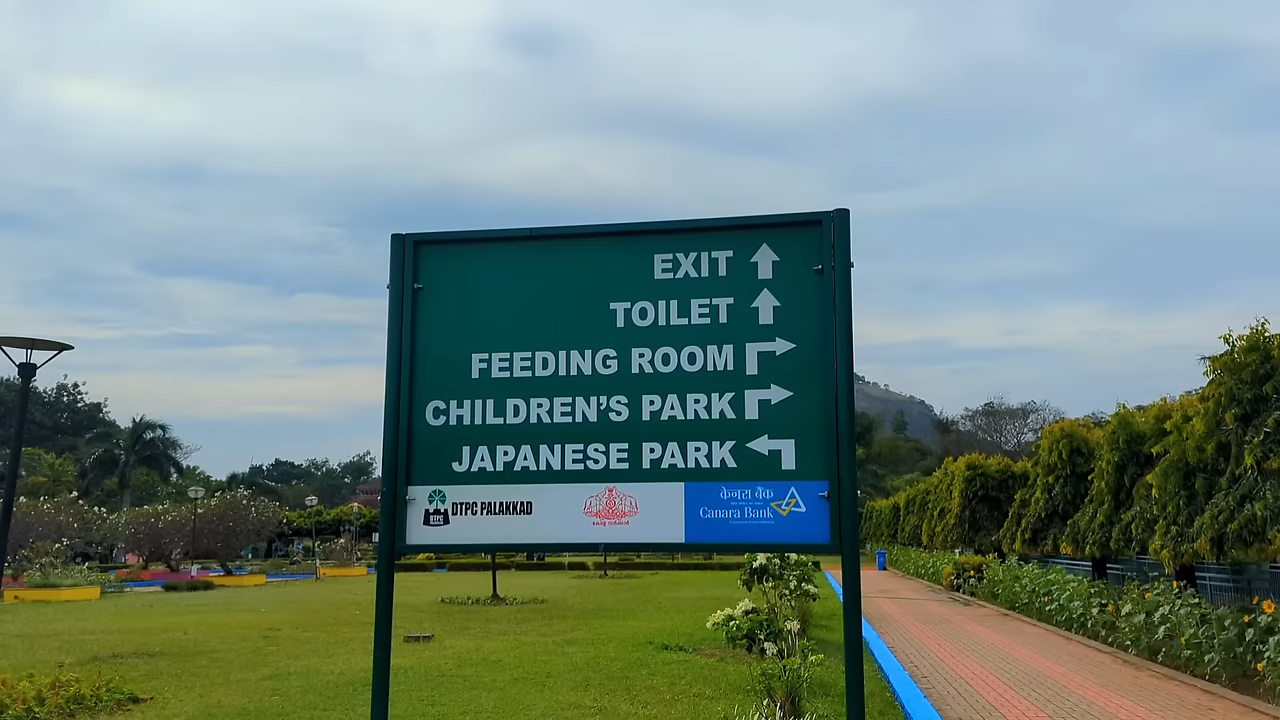 EXIT
TOILET
FEEDING ROOM
CHILDREN'S PARK
JAPANESE PARK
DTPC PALAKKAD
केनरा बैंक
Canara Bank